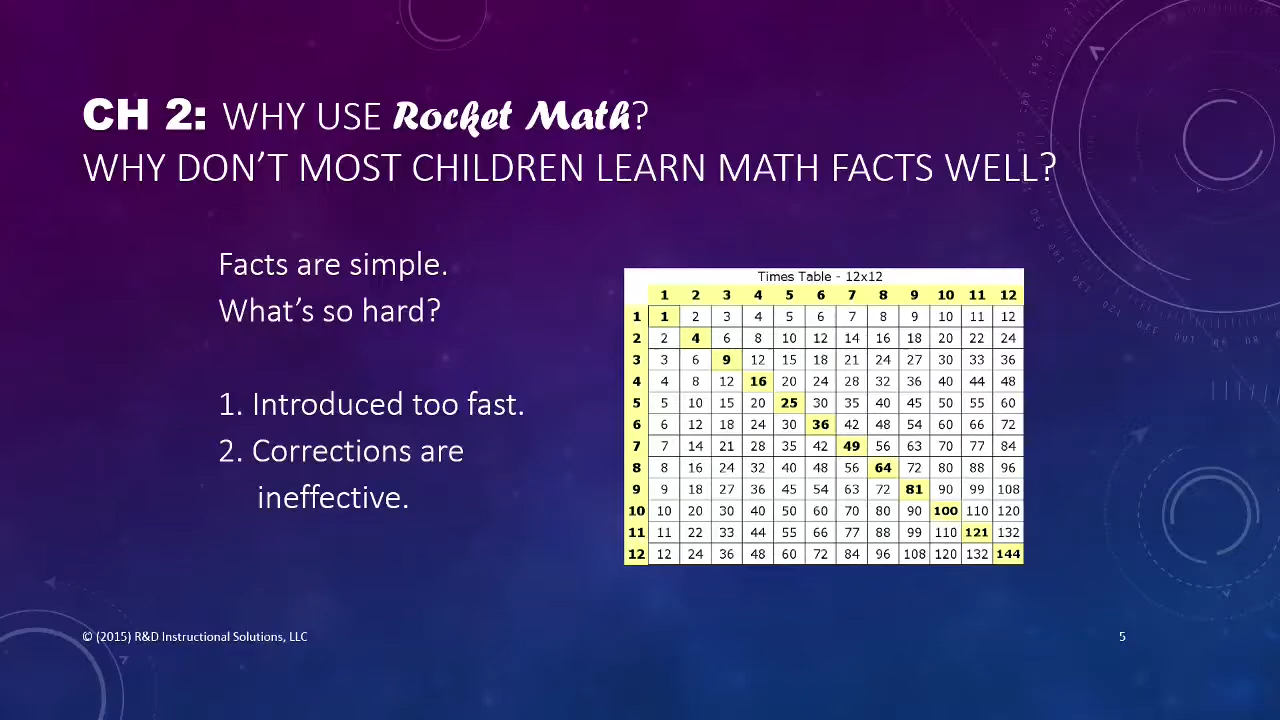 CH 2: WHY USE Rocket Math?
WHY DON'T MOST CHILDREN LEARN MATH FACTS WELL?
Facts are simple.
What's so hard?
1. Introduced too fast.
2. Corrections are
ineffective.
Times Table - 12x12
1 2 3 4 5 6 7 8 9 10 11 12
1 1 2 3 4 5 6 7 8 9 10 11 12
2 2 4 6 8 10 12 14 16 18 20 22 24
3 3 6 9 12 15 18 21 24 27 30 33 36
4 4 8 12 16 20 24 28 32 36 40 44 48
5 5 10 15 20 25 30 35 40 45 50 55 60
6 6 12 18 24 30 36 42 48 54 60 66 72
7 7 14 21 28 35 42 49 56 63 70 77 84
8 8 16 24 32 40 48 56 64 72 80 88 96
9 9 18 27 36 45 54 63 72 81 90 99 108
10 10 20 30 40 50 60 70 80 90 100 110 120
11 11 22 33 44 55 66 77 88 99 110 121 132
12 12 24 36 48 60 72 84 96 108 120 132 144
© (2015) R&D Instructional Solutions, LLC
5